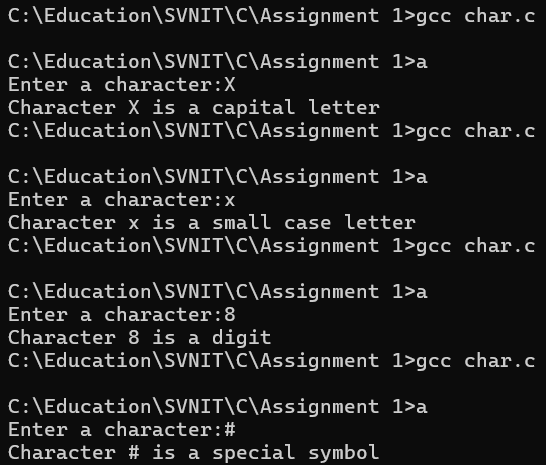 C:\Education\SVNIT\C\Assignment 1>gcc char.c
C:\Education\SVNIT\C\Assignment 1>a
Enter a character:X
Character X is a capital letter
C:\Education\SVNIT\C\Assignment 1>gcc char.c
C:\Education\SVNIT\C\Assignment 1>a
Enter a character:x
Character x is a small case letter
C:\Education\SVNIT\C\Assignment 1>gcc char.c
C:\Education\SVNIT\C\Assignment 1>a
Enter a character:8
Character 8 is a digit
C:\Education\SVNIT\C\Assignment 1>gcc char.c
C:\Education\SVNIT\C\Assignment 1>a
Enter a character:#
Character # is a special symbol